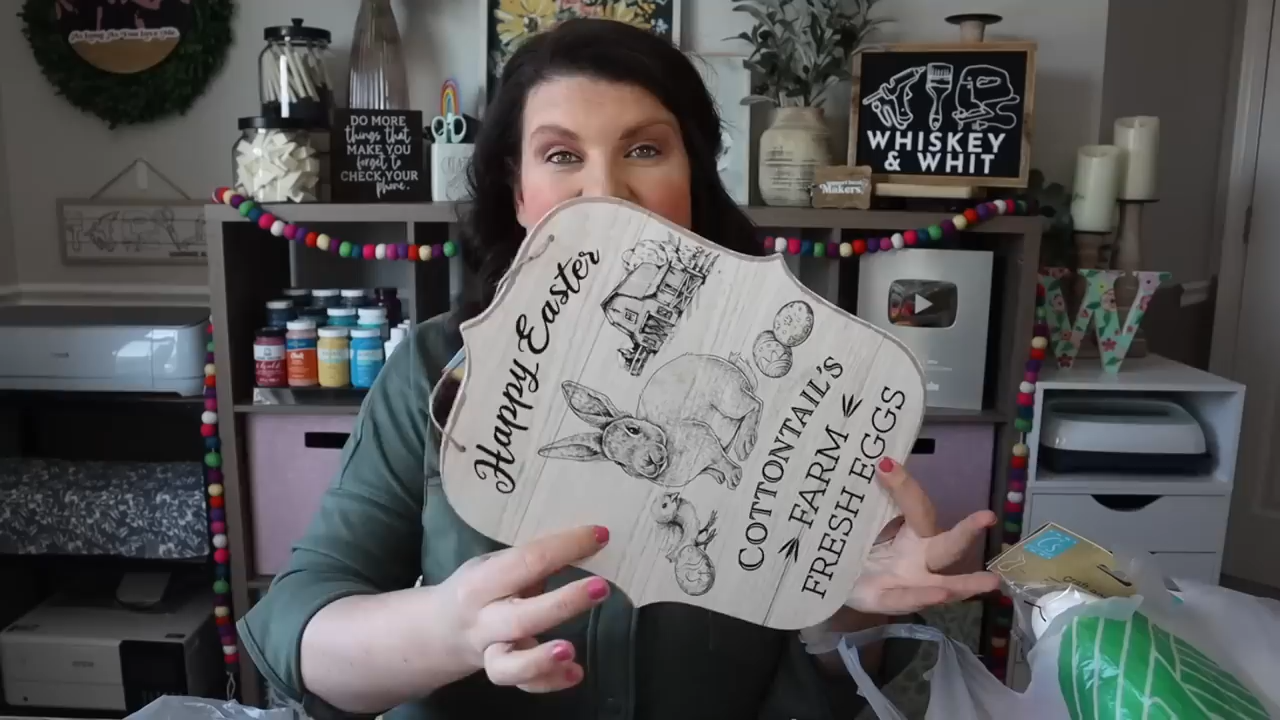 DO MORE
things that
MAKE YOU
forget to
CHECK YOUR
phone.
WHISKEY
& WHIT
Makers
Happy Easter
COTTONTAIL'S
FARM
FRESH EGGS
W